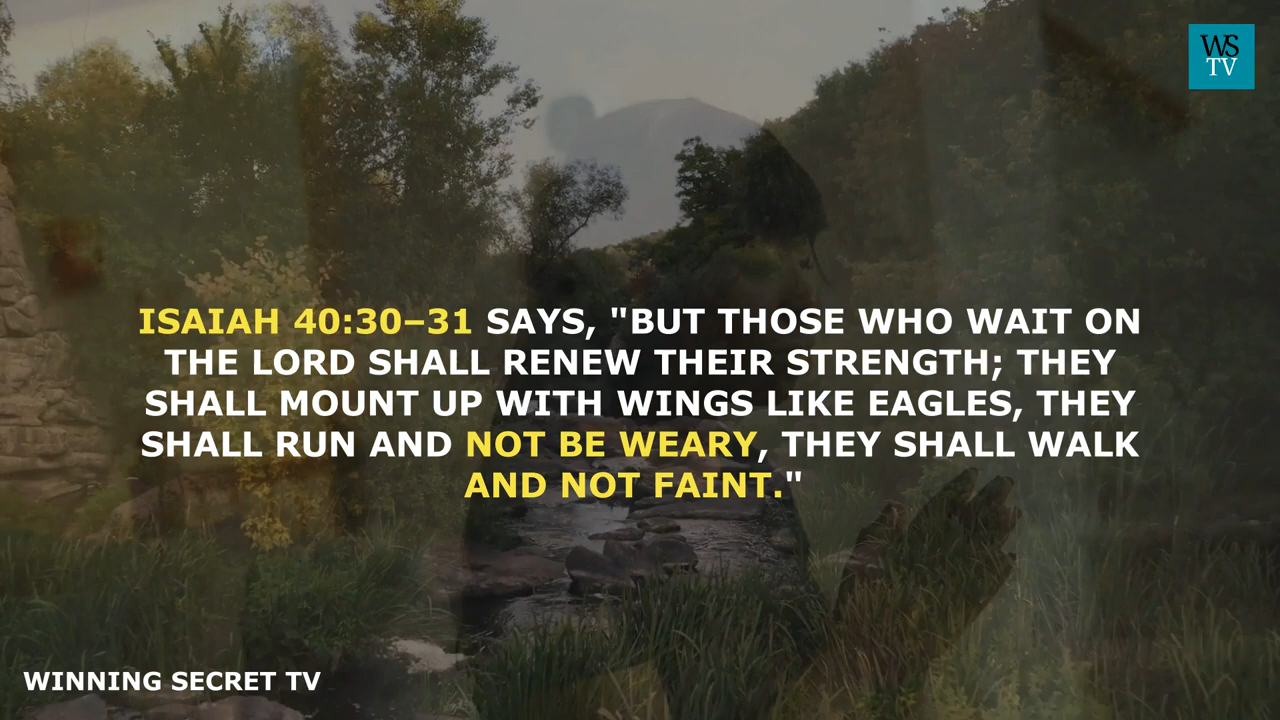 WS
TV
ISAIAH 40:30–31 SAYS, "BUT THOSE WHO WAIT ON
THE LORD SHALL RENEW THEIR STRENGTH; THEY
SHALL MOUNT UP WITH WINGS LIKE EAGLES, THEY
SHALL RUN AND NOT BE WEARY, THEY SHALL WALK
AND NOT FAINT."
WINNING SECRET TV